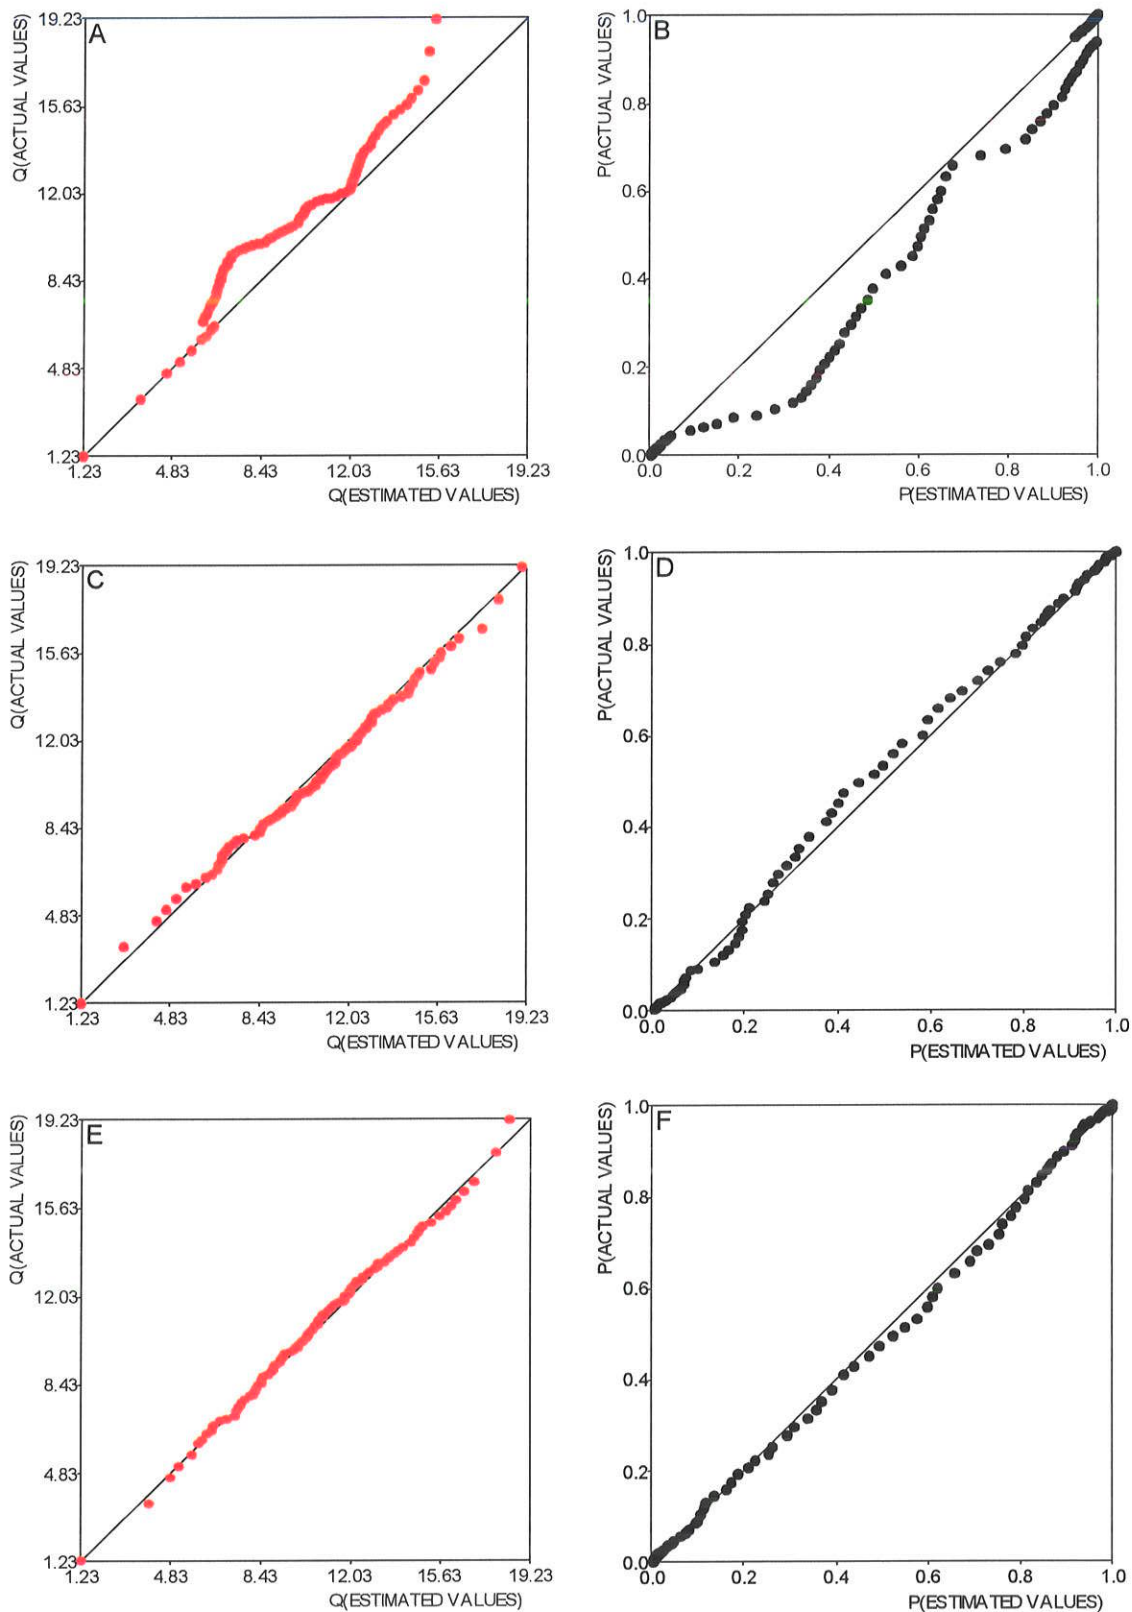 A
Q(ACTUAL VALUES)
19.23
15.63
12.03
8.43
4.83
1.23
1.23 4.83 8.43 12.03 15.63 19.23
Q(ESTIMATED VALUES)
B
P(ACTUAL VALUES)
1.0
0.8
0.6
0.4
0.2
0.0
0.0 0.2 0.4 0.6 0.8 1.0
P(ESTIMATED VALUES)
C
Q(ACTUAL VALUES)
19.23
15.63
12.03
8.43
4.83
1.23
1.23 4.83 8.43 12.03 15.63 19.23
Q(ESTIMATED VALUES)
D
P(ACTUAL VALUES)
1.0
0.8
0.6
0.4
0.2
0.0
0.0 0.2 0.4 0.6 0.8 1.0
P(ESTIMATED VALUES)
E
Q(ACTUAL VALUES)
19.23
15.63
12.03
8.43
4.83
1.23
1.23 4.83 8.43 12.03 15.63 19.23
Q(ESTIMATED VALUES)
F
P(ACTUAL VALUES)
1.0
0.8
0.6
0.4
0.2
0.0
0.0 0.2 0.4 0.6 0.8 1.0
P(ESTIMATED VALUES)